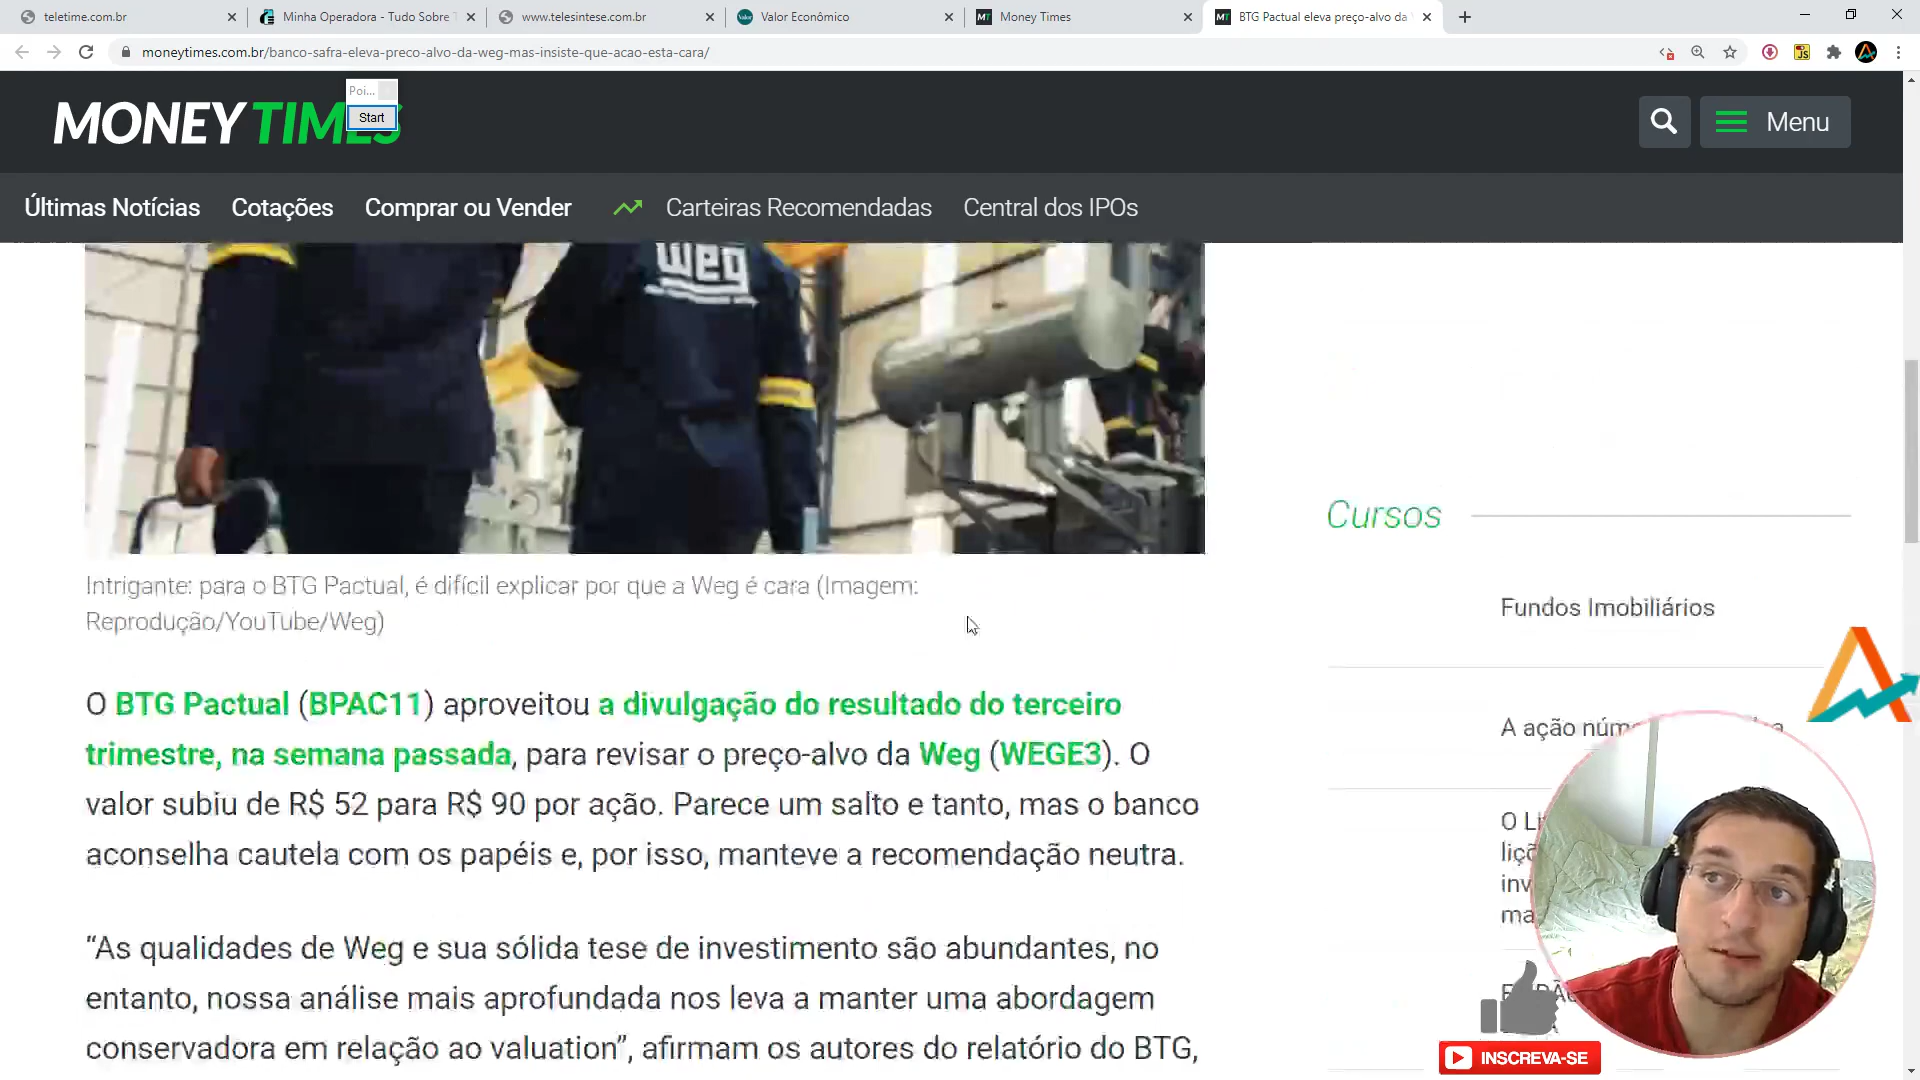 teletime.com.br
Minha Operadora - Tudo Sobre T
www.telesintese.com.br
Valor Econômico
Money Times
BTG Pactual eleva preço-alvo da
moneytimes.com.br/banco-safra-eleva-preco-alvo-da-weg-mas-insiste-que-acao-esta-cara/
Poi...
Start
MONEY TIMES
Menu
Últimas Notícias
Cotações
Comprar ou Vender
Carteiras Recomendadas
Central dos IPOs
weg
Intrigante: para o BTG Pactual, é difícil explicar por que a Weg é cara (Imagem:
Reprodução/YouTube/Weg)
O BTG Pactual (BPAC11) aproveitou a divulgação do resultado do terceiro
trimestre, na semana passada, para revisar o preço-alvo da Weg (WEGE3). O
valor subiu de R$ 52 para R$ 90 por ação. Parece um salto e tanto, mas o banco
aconselha cautela com os papéis e, por isso, manteve a recomendação neutra.
“As qualidades de Weg e sua sólida tese de investimento são abundantes, no
entanto, nossa análise mais aprofundada nos leva a manter uma abordagem
conservadora em relação ao valuation”, afirmam os autores do relatório do BTG,
Cursos
Fundos Imobiliários
A ação
O
INSCREVA-SE